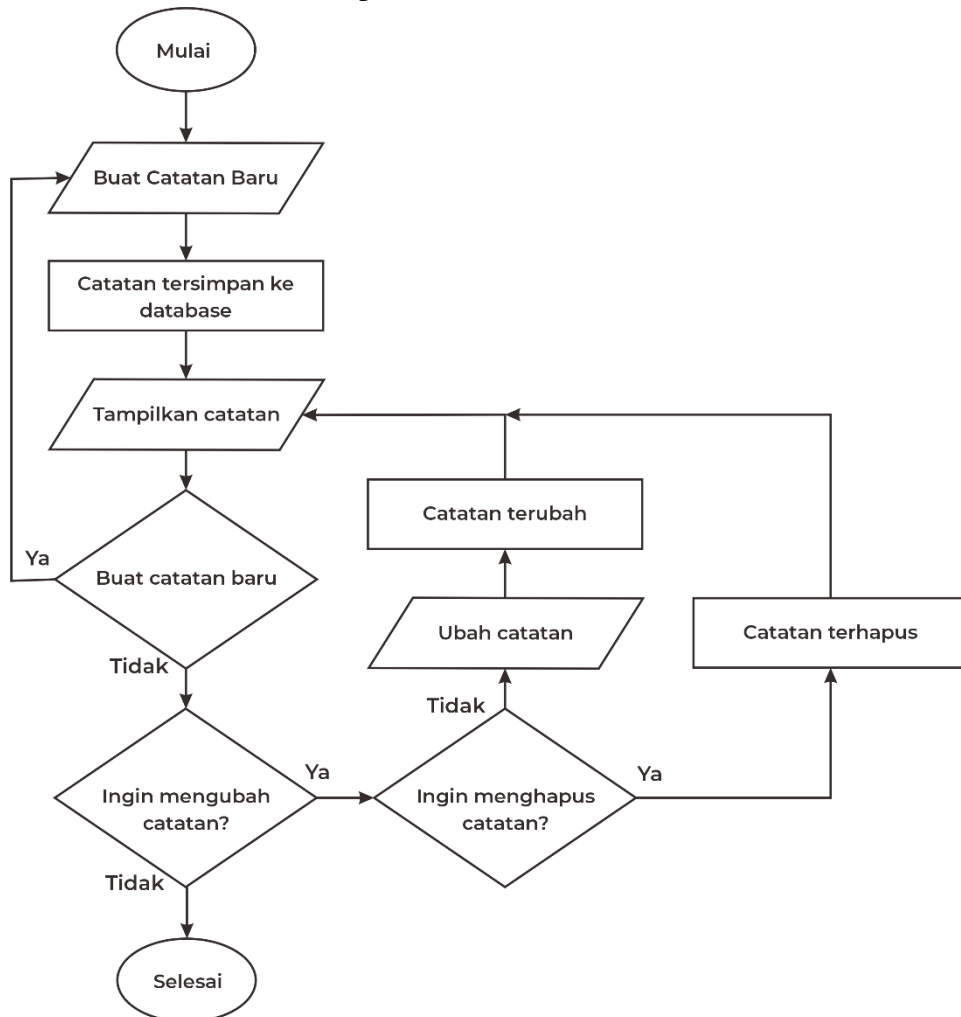 Mulai
Buat Catatan Baru
Catatan tersimpan ke
database
Tampilkan catatan
Catatan terubah
Ya
Buat catatan baru
Ubah catatan
Catatan terhapus
Tidak
Tidak
Ya
Ya
Ingin mengubah
catatan?
Ingin menghapus
catatan?
Tidak
Selesai